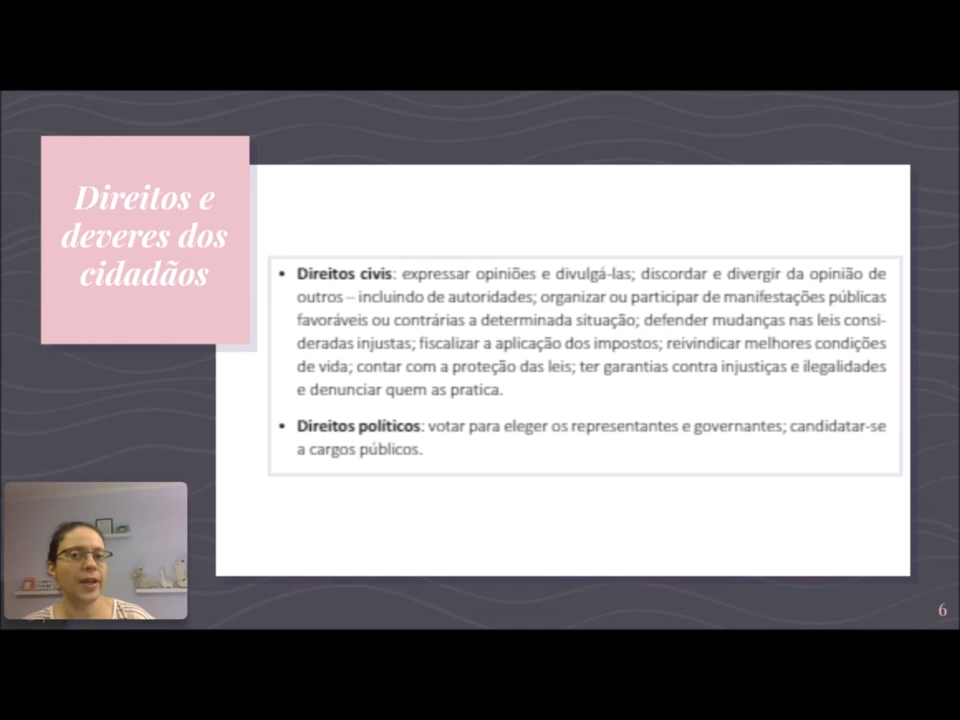 Direitos e
deveres dos
cidadãos
• Direitos civis: expressar opiniões e divulgá-las; discordar e divergir da opinião de
outros – incluindo de autoridades; organizar ou participar de manifestações públicas
favoráveis ou contrárias a determinada situação; defender mudanças nas leis consi-
deradas injustas; fiscalizar a aplicação dos impostos; reivindicar melhores condições
de vida; contar com a proteção das leis; ter garantias contra injustiças e ilegalidades
e denunciar quem as pratica.
• Direitos políticos: votar para eleger os representantes e governantes; candidatar-se
a cargos públicos.
6